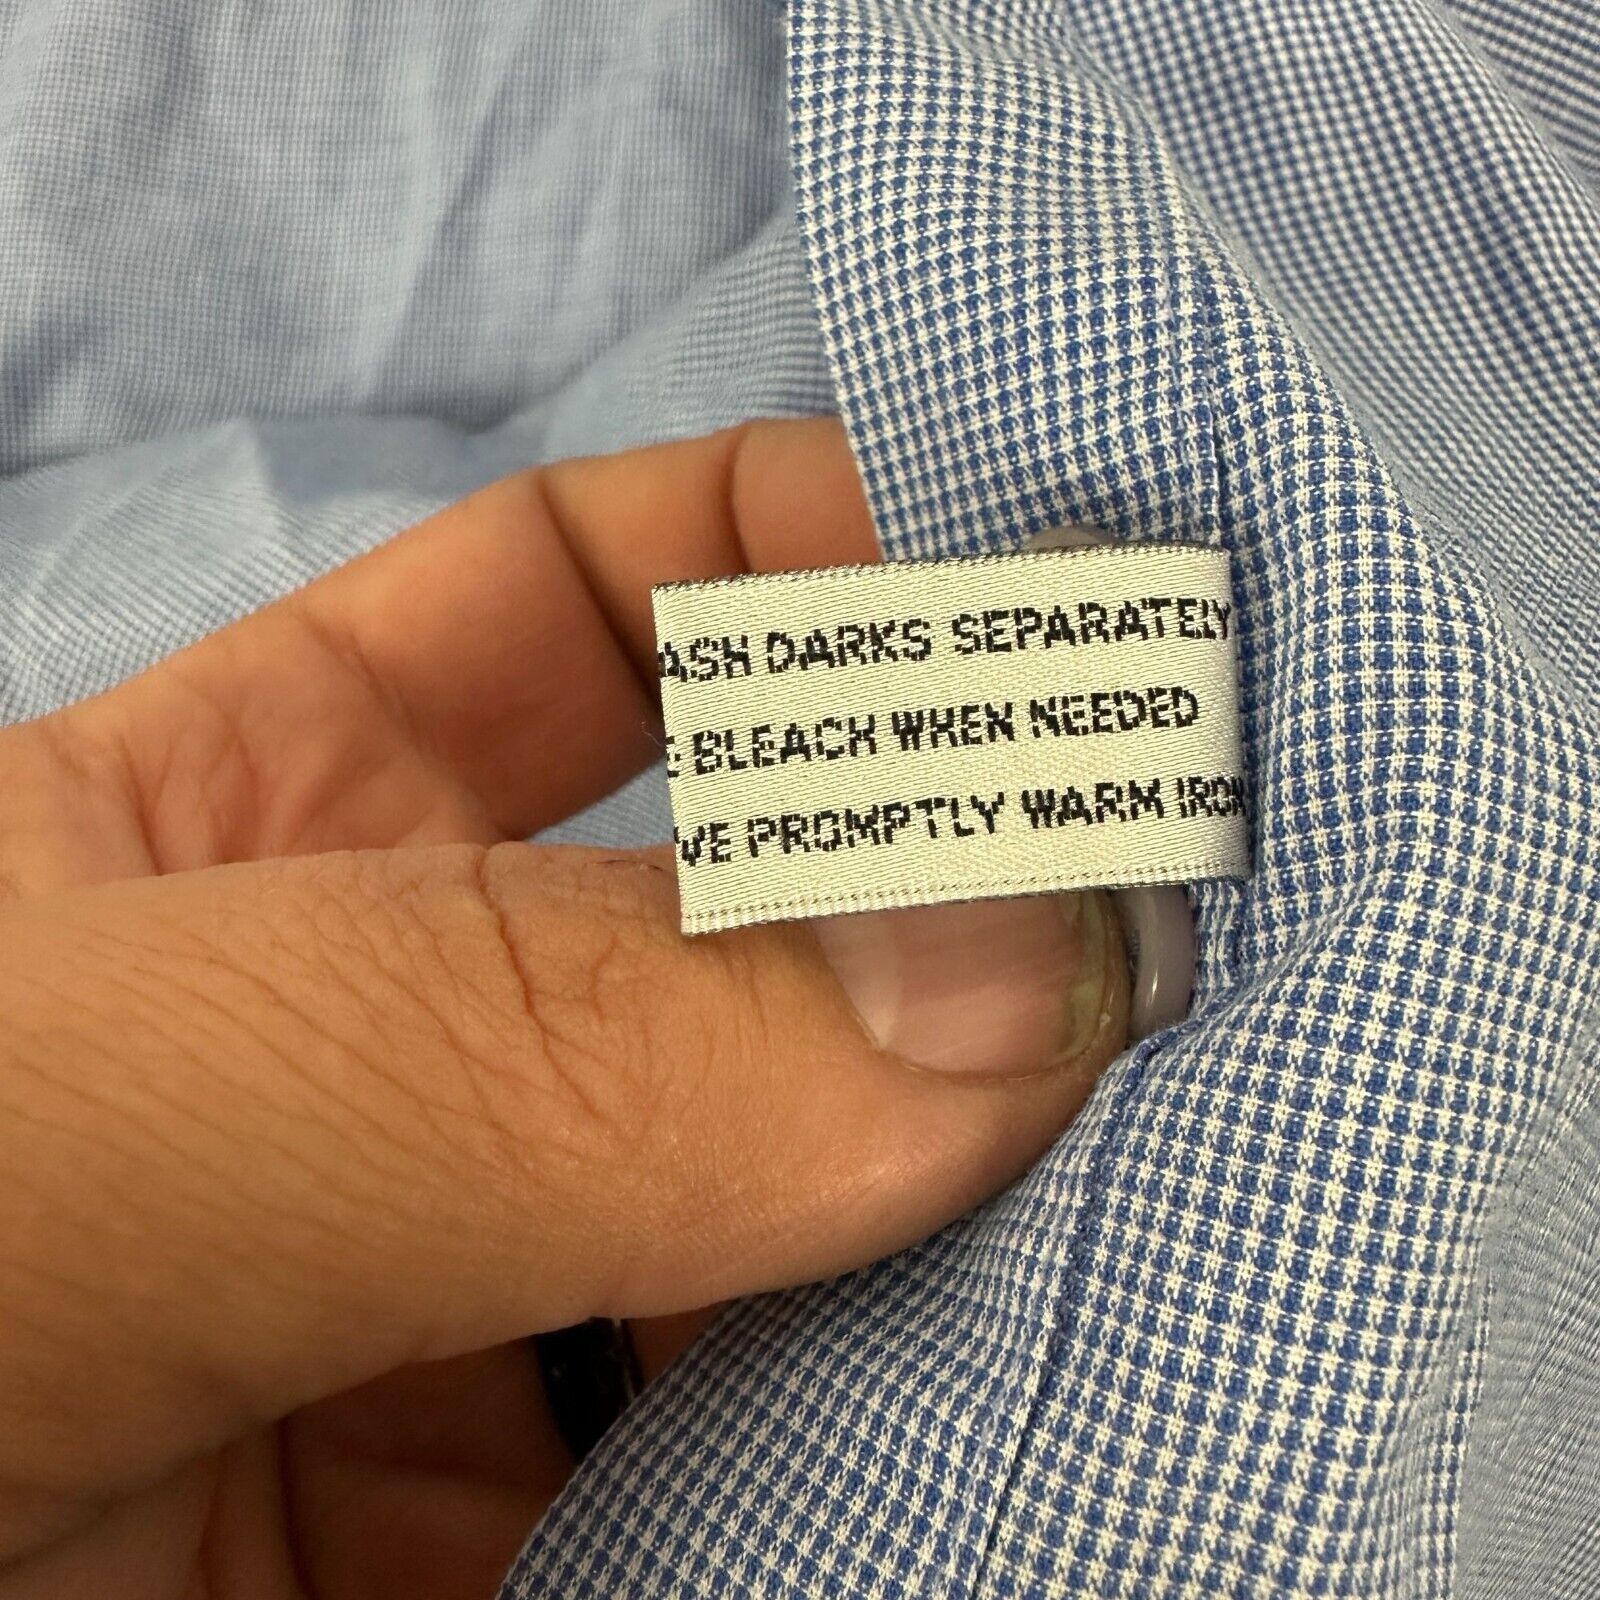 ASH DARKS SEPARATELY
BLEACH WHEN NEEDED
VE PROMPTLY WARM IRON